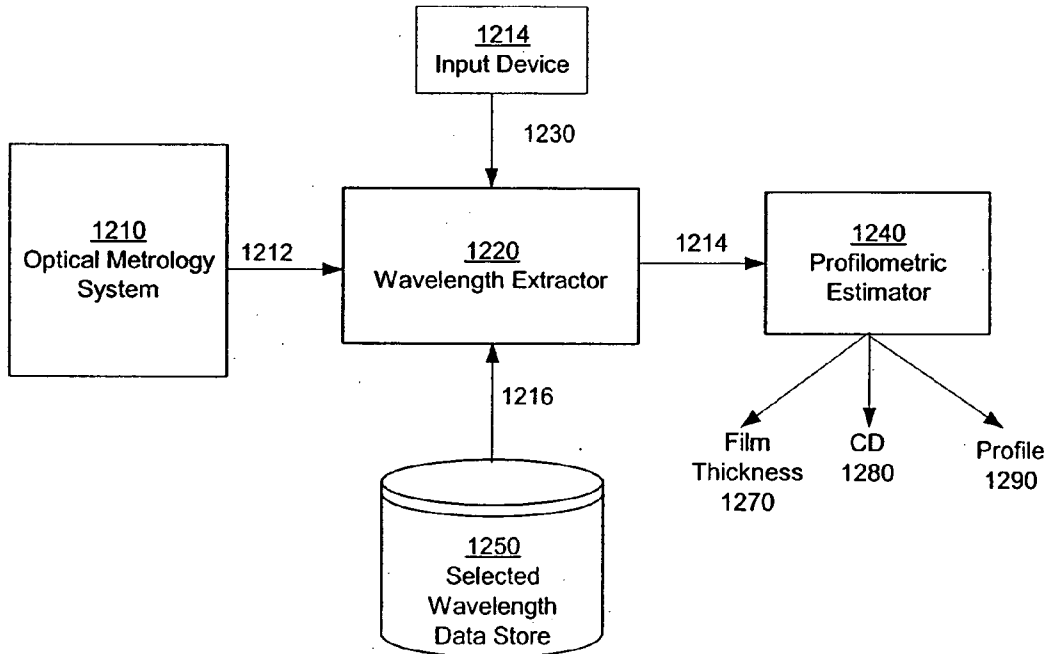 1214
Input Device
1230
1210
Optical Metrology
System
1212
1220
Wavelength Extractor
1214
1240
Profilometric
Estimator
1216
Film
Thickness
1270
CD
1280
Profile
1290
1250
Selected
Wavelength
Data Store